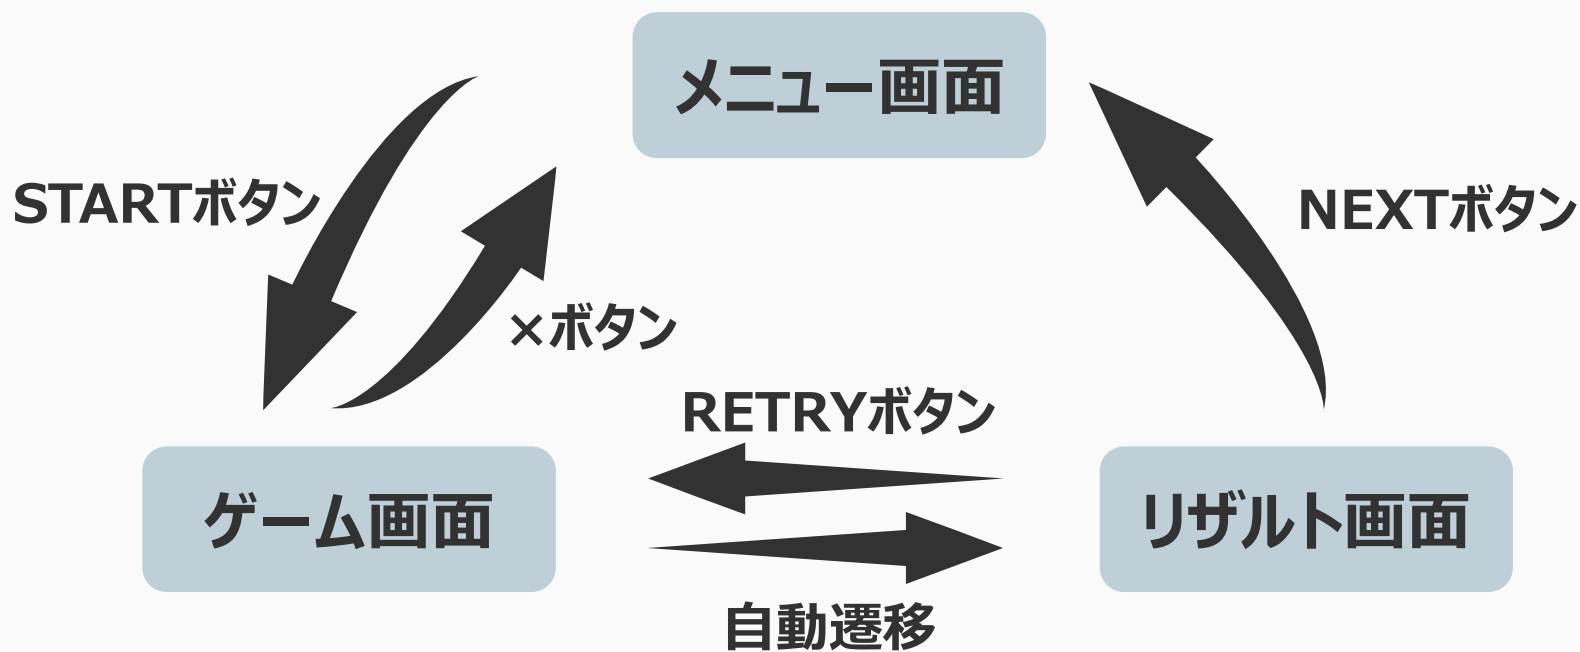 メニュー画面
STARTボタン
NEXTボタン
×ボタン
RETRYボタン
ゲーム画面
リザルト画面
自動遷移